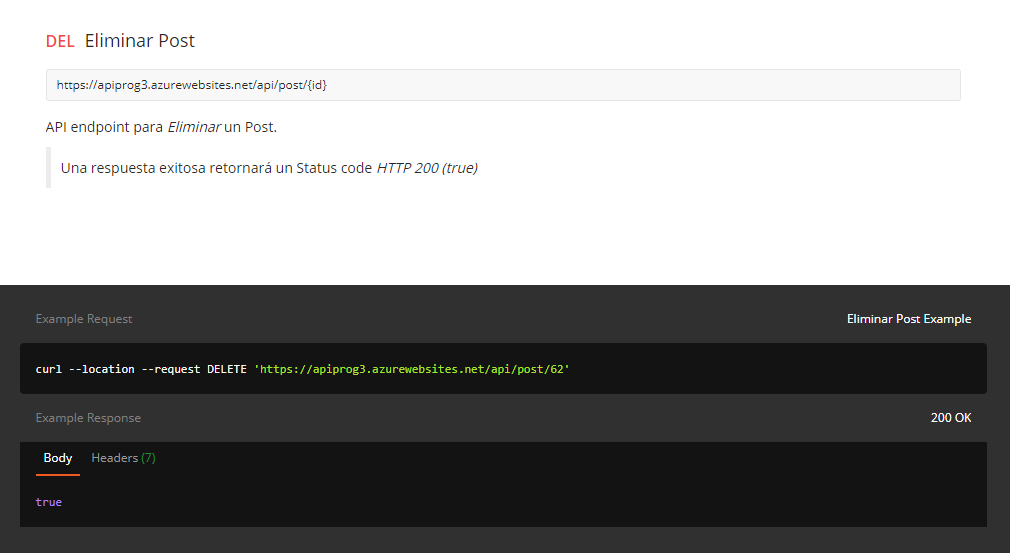 DEL Eliminar Post
https://apiprog3.azurewebsites.net/api/post/{id}
API endpoint para Eliminar un Post.
Una respuesta exitosa retornará un Status code HTTP 200 (true)
Example Request
Eliminar Post Example
curl --location --request DELETE 'https://apiprog3.azurewebsites.net/api/post/62'
Example Response
200 OK
Body
Headers (7)
true